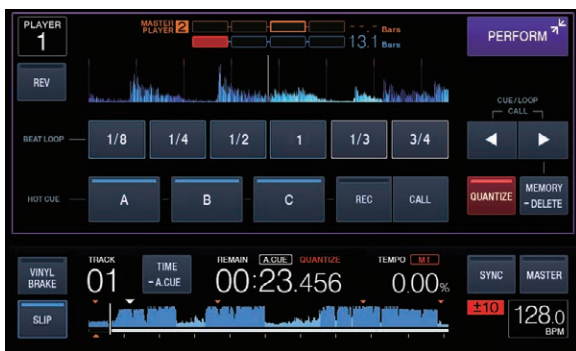 PLAYER
1
MASTER
PLAYER 2
--.- Bars
13.1 Bars
PERFORM
REV
CUE/LOOP
CALL
BEAT LOOP
1/8
1/4
1/2
1
1/3
3/4
HOT CUE
A
B
C
REC
CALL
QUANTIZE
MEMORY
- DELETE
VINYL
BRAKE
TRACK
01
TIME
- A.CUE
REMAIN A.CUE QUANTIZE
00:23.456
TEMPO MT
0.00%
SYNC
MASTER
SLIP
±10
128.0
BPM